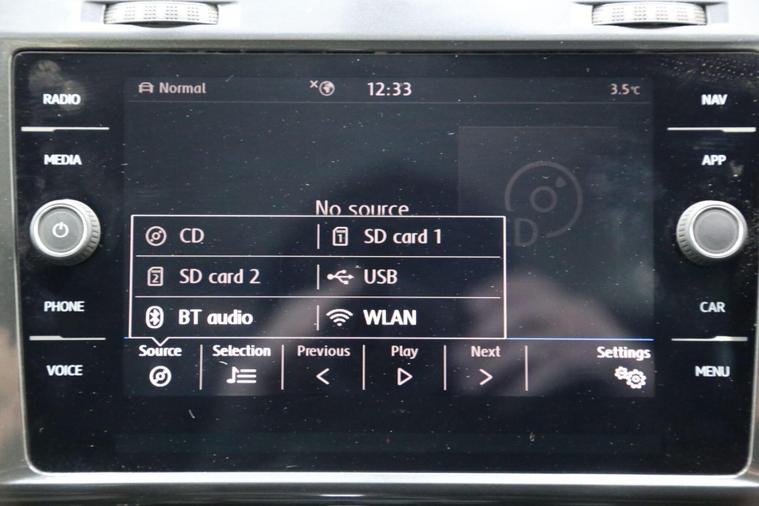 RADIO
MEDIA
PHONE
VOICE
NAV
APP
CAR
MENU
Normal
12:33
3.5°C
No source
CD
SD card 1
SD card 2
USB
BT audio
WLAN
Source
Selection
Previous
Play
Next
Settings